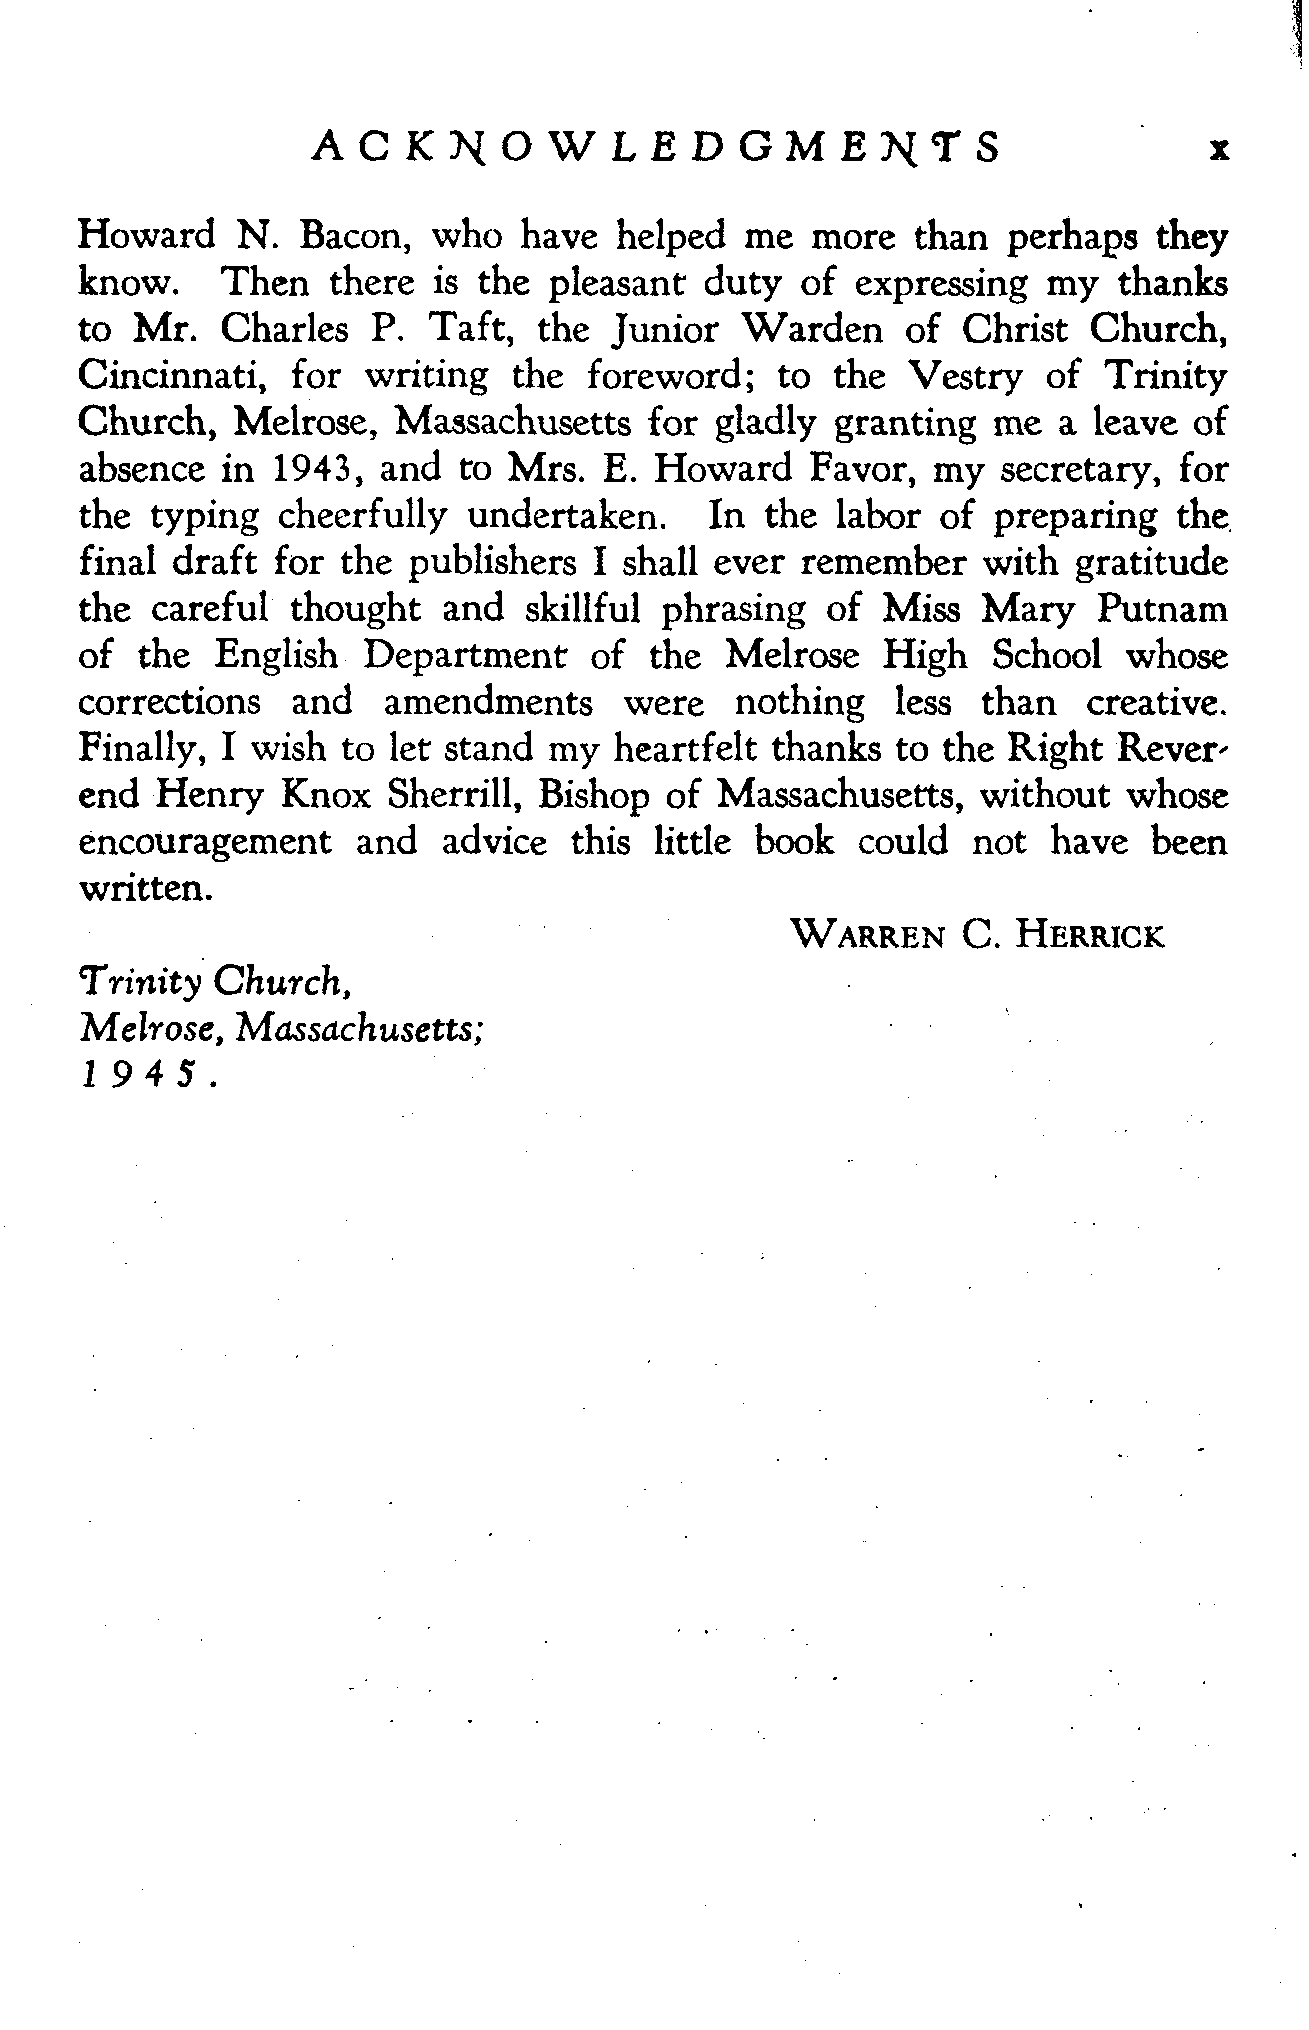 ACKNOWLEDGMENTS x
Howard N. Bacon, who have helped me more than perhaps they
know. Then there is the pleasant duty of expressing my thanks
to Mr. Charles P. Taft, the Junior Warden of Christ Church,
Cincinnati, for writing the foreword; to the Vestry of Trinity
Church, Melrose, Massachusetts for gladly granting me a leave of
absence in 1943, and to Mrs. E. Howard Favor, my secretary, for
the typing cheerfully undertaken. In the labor of preparing the
final draft for the publishers I shall ever remember with gratitude
the careful thought and skillful phrasing of Miss Mary Putnam
of the English Department of the Melrose High School whose
corrections and amendments were nothing less than creative.
Finally, I wish to let stand my heartfelt thanks to the Right Rever-
end Henry Knox Sherrill, Bishop of Massachusetts, without whose
encouragement and advice this little book could not have been
written.
WARREN C. HERRICK
Trinity Church,
Melrose, Massachusetts;
1945.